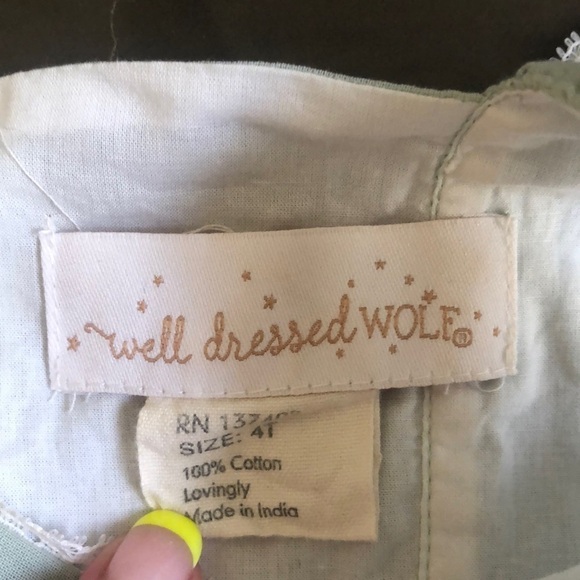 well dressed WOLF®
RN
SIZE: 4T
100% Cotton
Lovingly
Made in India